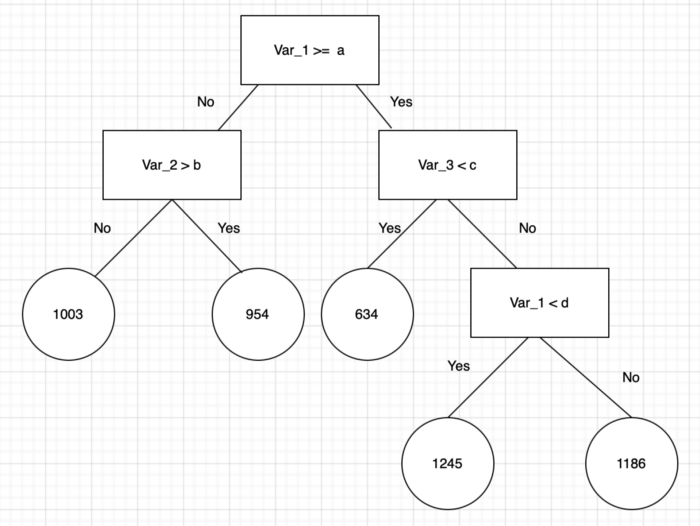 Var_1 >= a
No
Yes
Var_2 > b
Var_3 < c
No
Yes
Yes
No
1003
954
634
Var_1 < d
Yes
No
1245
1186